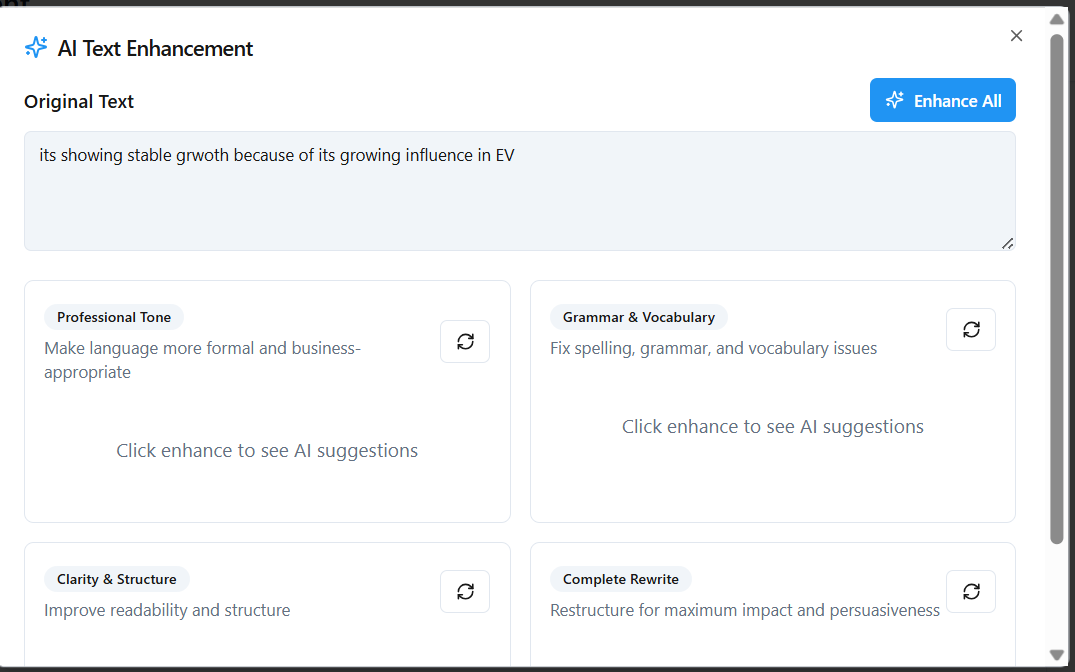 AI Text Enhancement
Original Text
Enhance All
its showing stable grwoth because of its growing influence in EV
Professional Tone
Make language more formal and business-
appropriate
Click enhance to see AI suggestions
Grammar & Vocabulary
Fix spelling, grammar, and vocabulary issues
Click enhance to see AI suggestions
Clarity & Structure
Improve readability and structure
Complete Rewrite
Restructure for maximum impact and persuasiveness